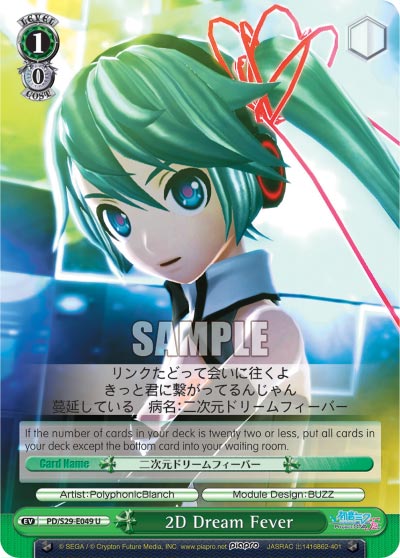 LEVEL
1
0
COST
SAMPLE
リンクたどって会いに往くよ
きっと君に繋がってるんじゃん
蔓延している 病名:二次元ドリームフィーバー
If the number of cards in your deck is twenty two or less, put all cards in
your deck except the bottom card into your waiting room.
Card Name 二次元ドリームフィーバー
Artist:PolyphonicBlanch Module Design:BUZZ
EV PD/S29-E049 U 2D Dream Fever
© SEGA / © Crypton Future Media, INC. www.piapro.net piapro JASRAC 出1416862-401